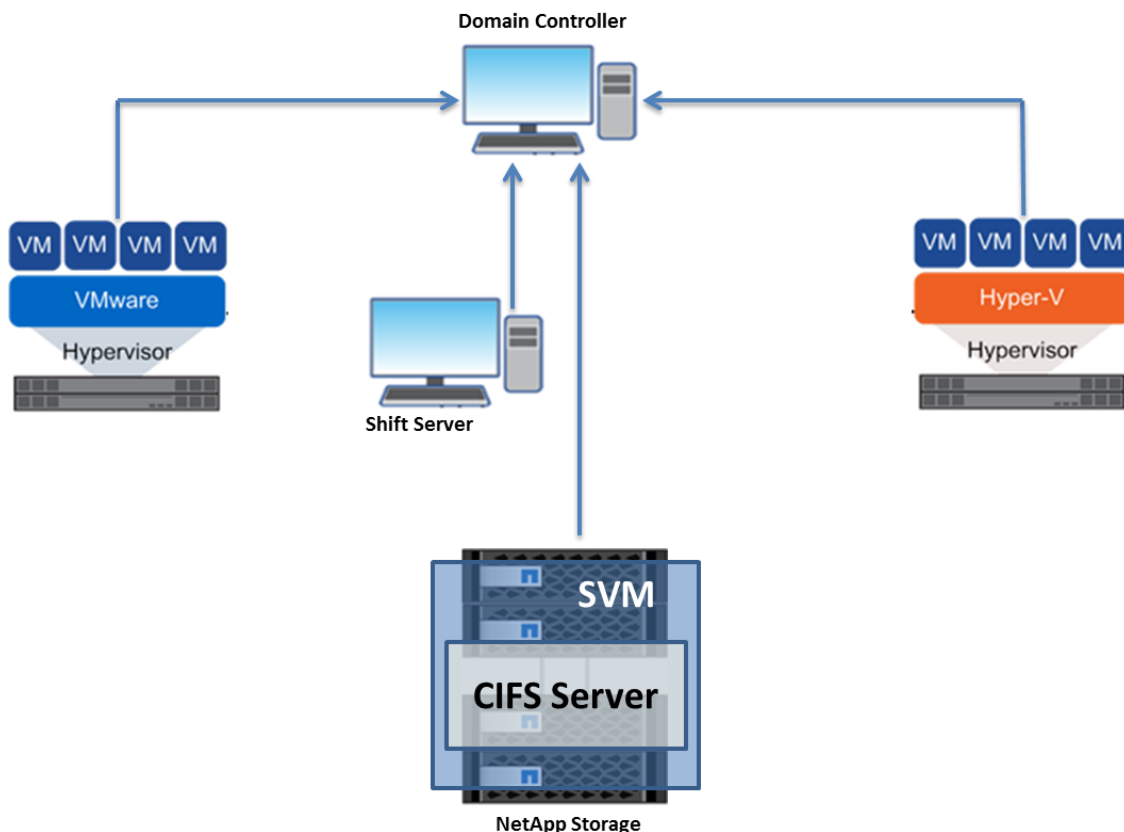 Domain Controller
VM VM VM VM
VMware
Hypervisor
VM VM VM VM
Hyper-V
Hypervisor
Shift Server
SVM
CIFS Server
NetApp Storage